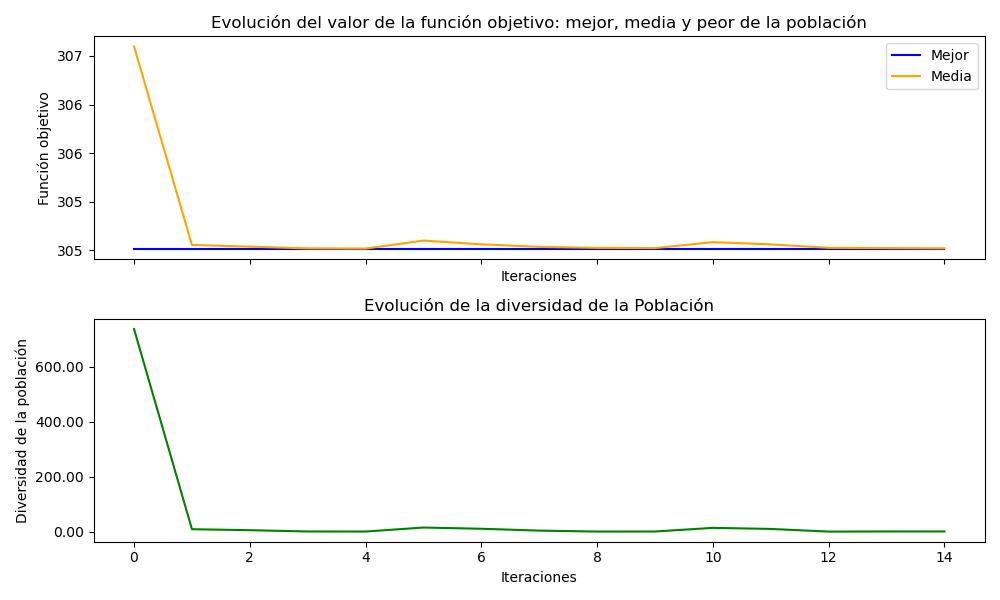 Evolución del valor de la función objetivo: mejor, media y peor de la población
Función objetivo
307
306
306
305
305
Mejor
Media
Iteraciones
Evolución de la diversidad de la Población
Diversidad de la población
600.00
400.00
200.00
0.00
0 2 4 6 8 10 12 14
Iteraciones